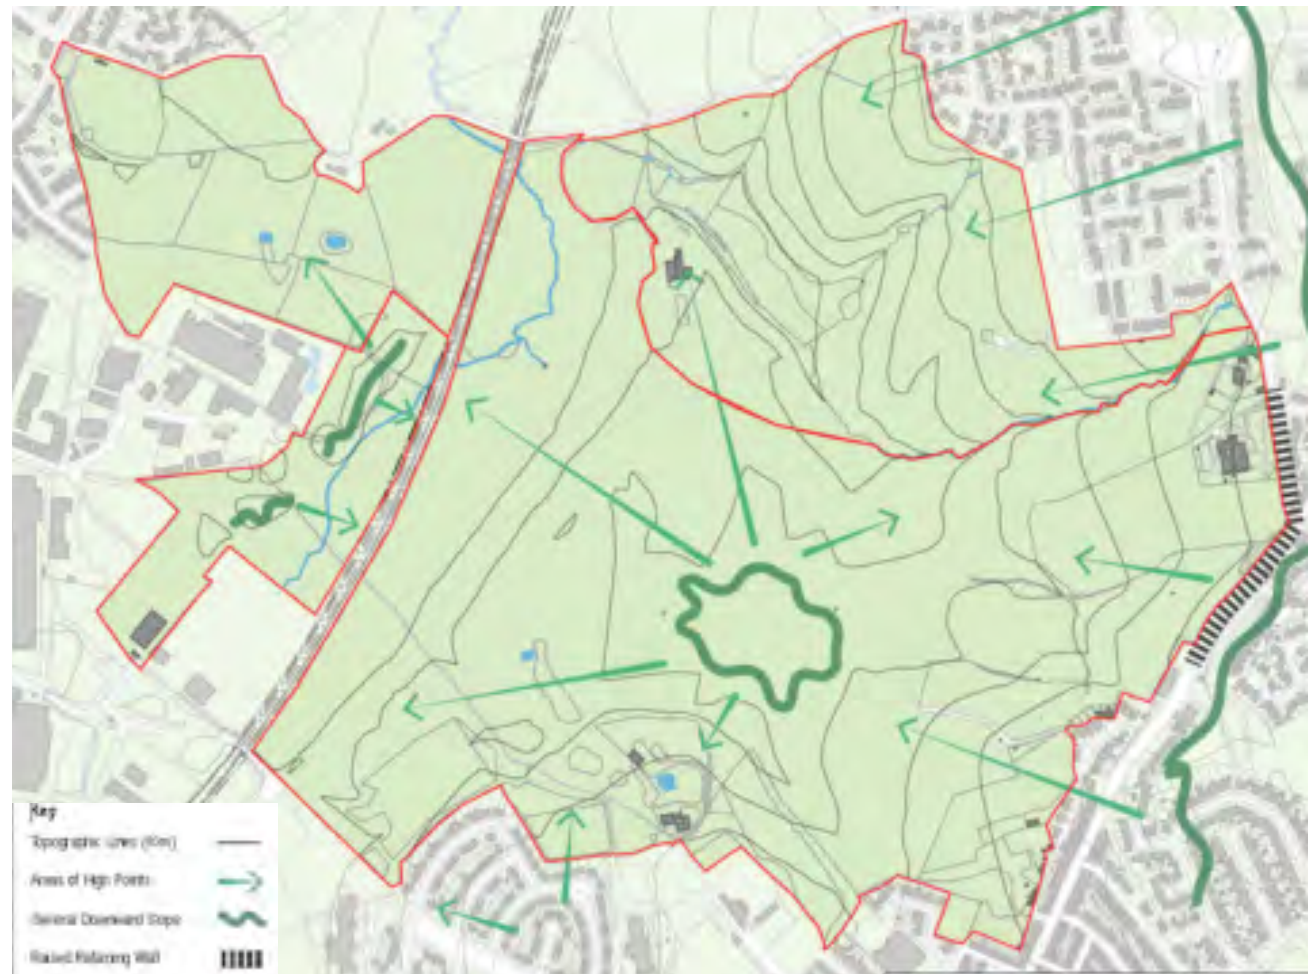 Key
Topographic Lines
Areas of High Points
General Downward Slope
Raised Retaining Wall